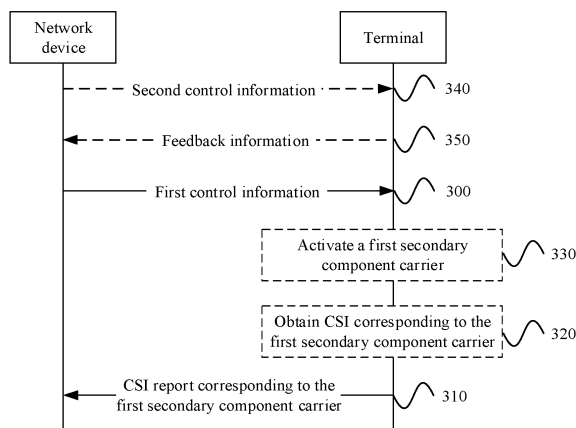 Network
device
Terminal
Second control information
340
Feedback information
350
First control information
300
Activate a first secondary
component carrier
330
Obtain CSI corresponding to the
first secondary component carrier
320
CSI report corresponding to the
first secondary component carrier
310